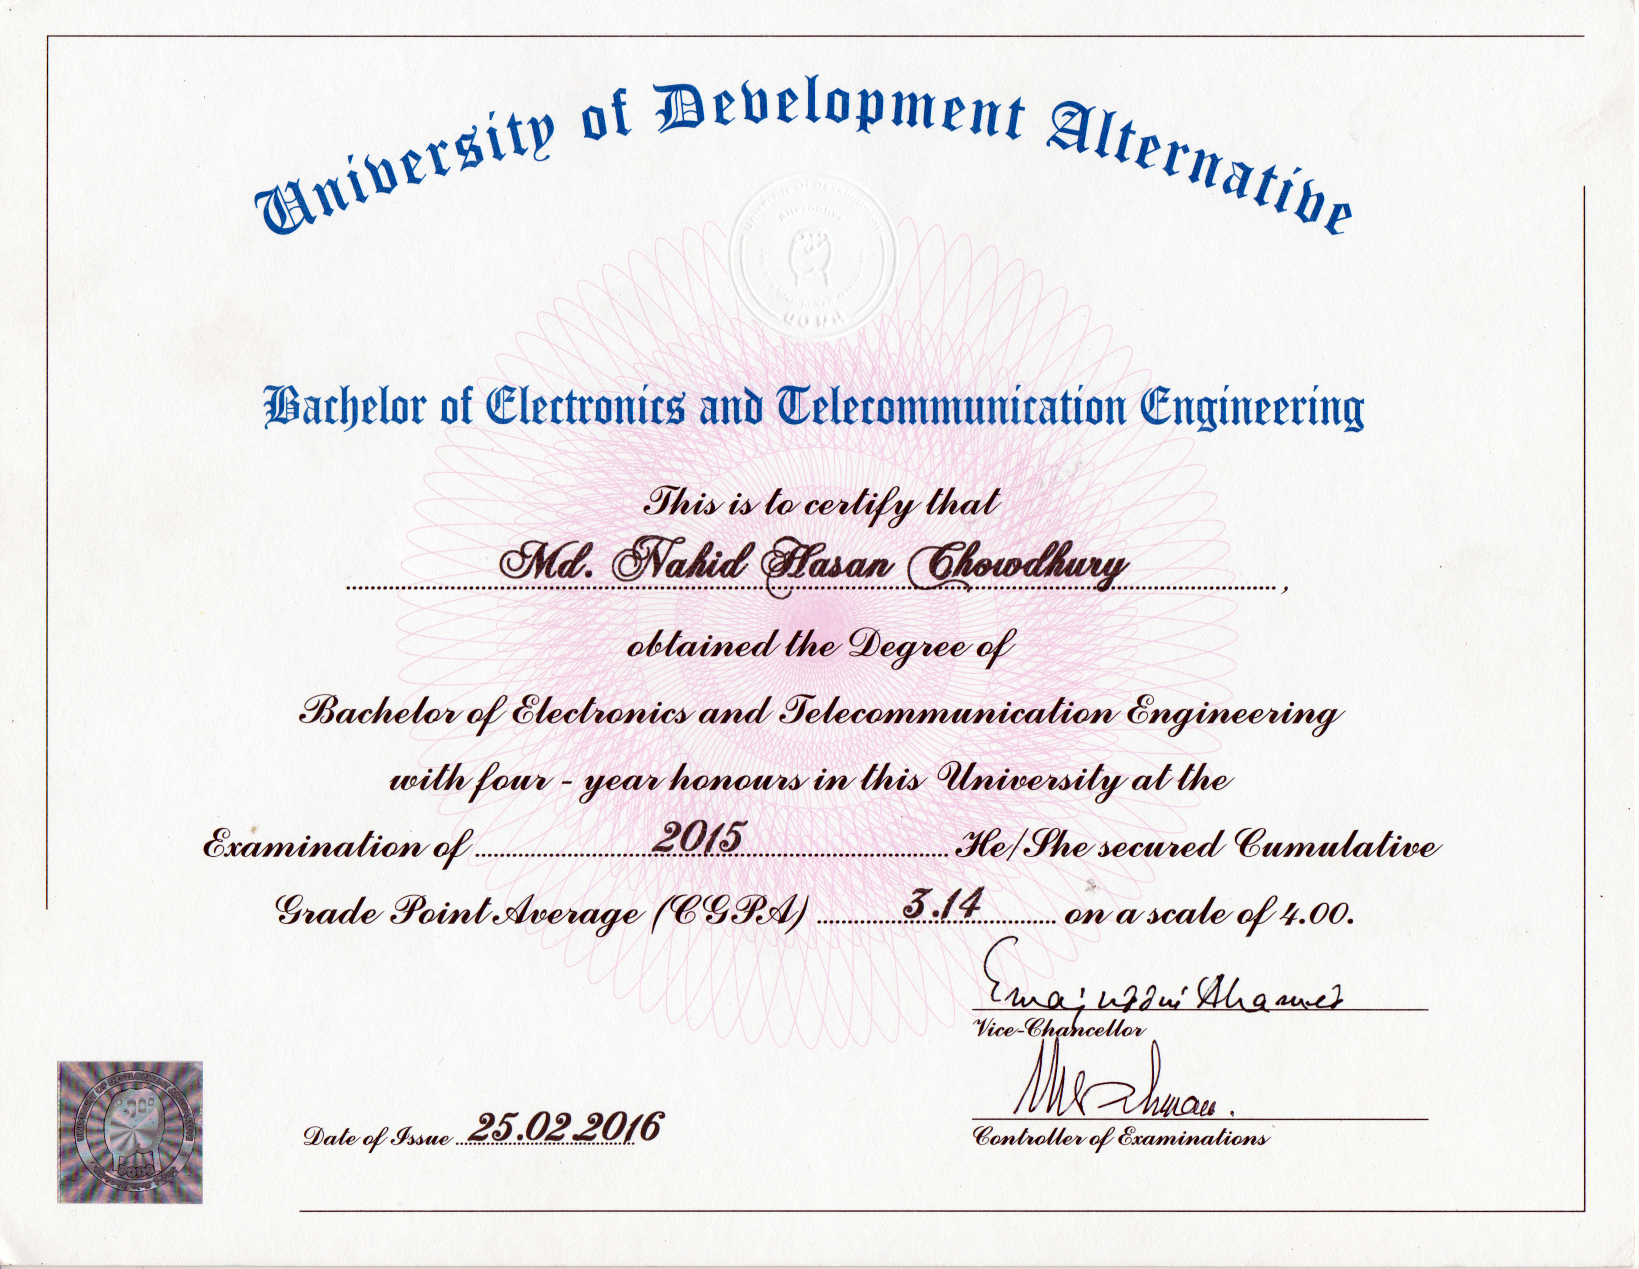 University of Development Alternative
Bachelor of Electronics and Telecommunication Engineering
This is to certify that
Md. Nahid Hasan Chowdhury,
obtained the Degree of
Bachelor of Electronics and Telecommunication Engineering
with four - year honours in this University at the
Examination of 2015 He/She secured Cumulative
Grade Point Average (CGPA) 3.14 on a scale of 4.00.
Emajuddin Ahamed
Vice-Chancellor
Date of Issue 25.02.2016
Controller of Examinations